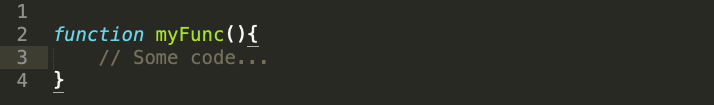 1
2 function myFunc(){
3     // Some code...
4 }